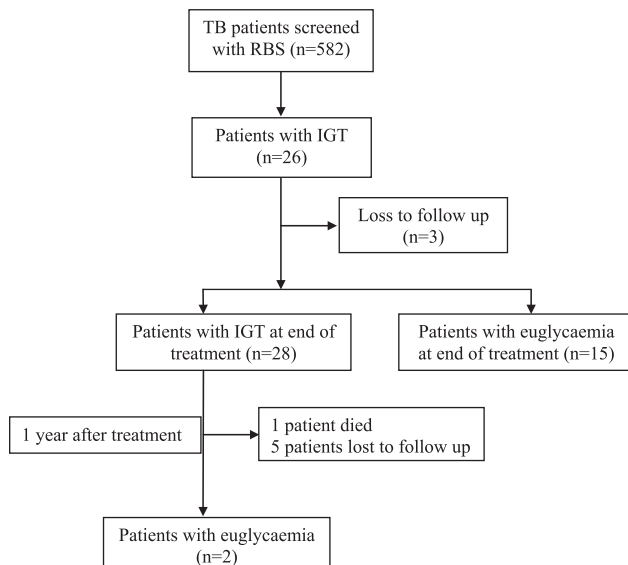 TB patients screened
with RBS (n=582)
Patients with IGT
(n=26)
Loss to follow up
(n=3)
Patients with IGT at end of
treatment (n=28)
Patients with euglycaemia
at end of treatment (n=15)
1 year after treatment
1 patient died
5 patients lost to follow up
Patients with euglycaemia
(n=2)